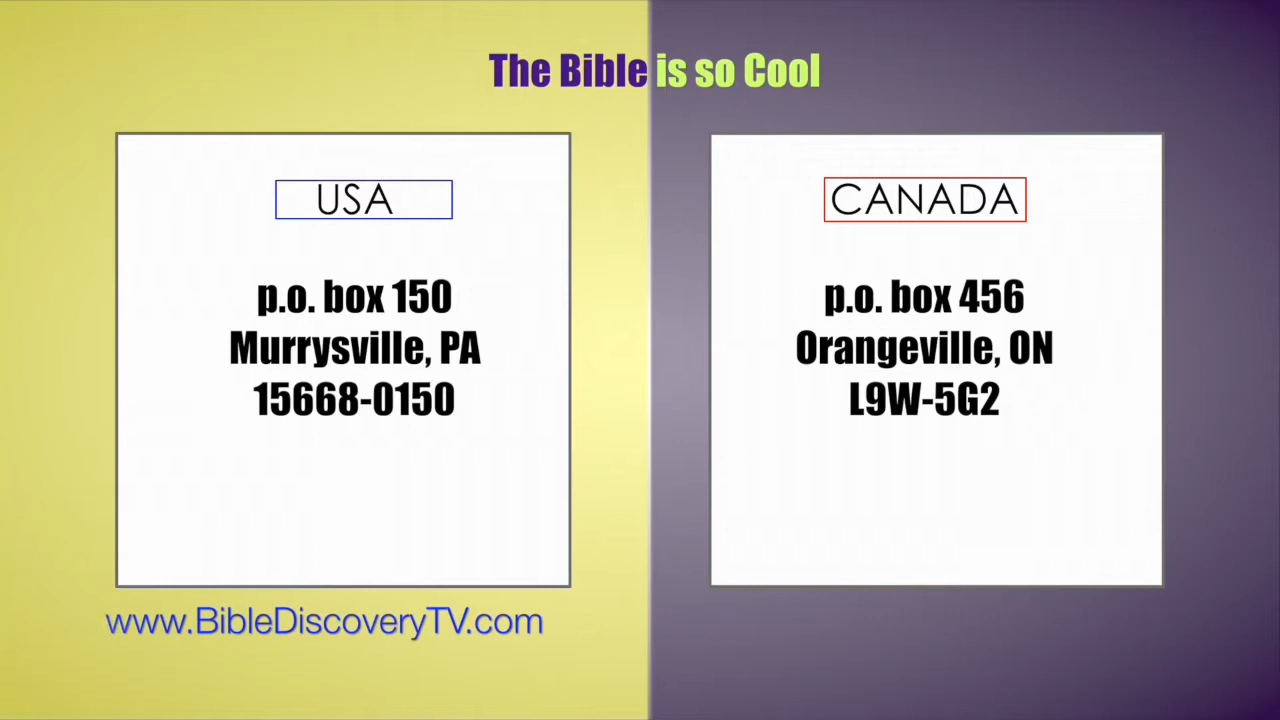 The Bible is so Cool
USA
p.o. box 150
Murrysville, PA
15668-0150
CANADA
p.o. box 456
Orangeville, ON
L9W-5G2
www.BibleDiscoveryTV.com